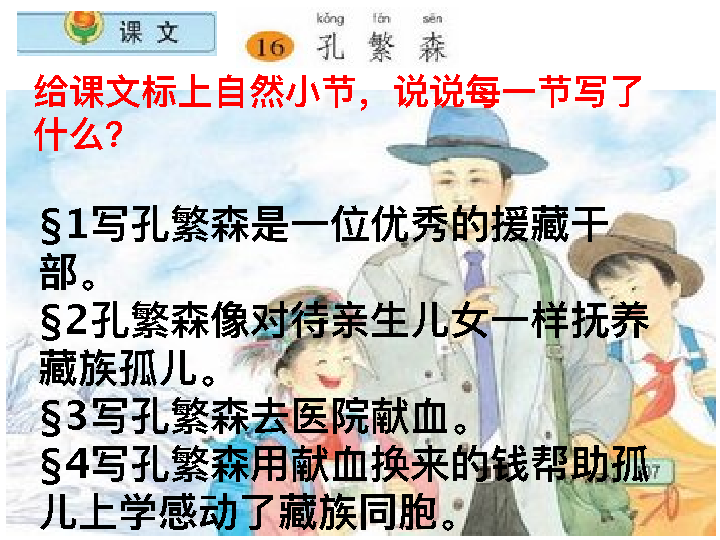 课文
kǒng fán sēn
16 孔繁森
给课文标上自然小节，说说每一节写了
什么？
§1写孔繁森是一位优秀的援藏干
部。
§2孔繁森像对待亲生儿女一样抚养
藏族孤儿。
§3写孔繁森去医院献血。
§4写孔繁森用献血换来的钱帮助孤
儿上学感动了藏族同胞。